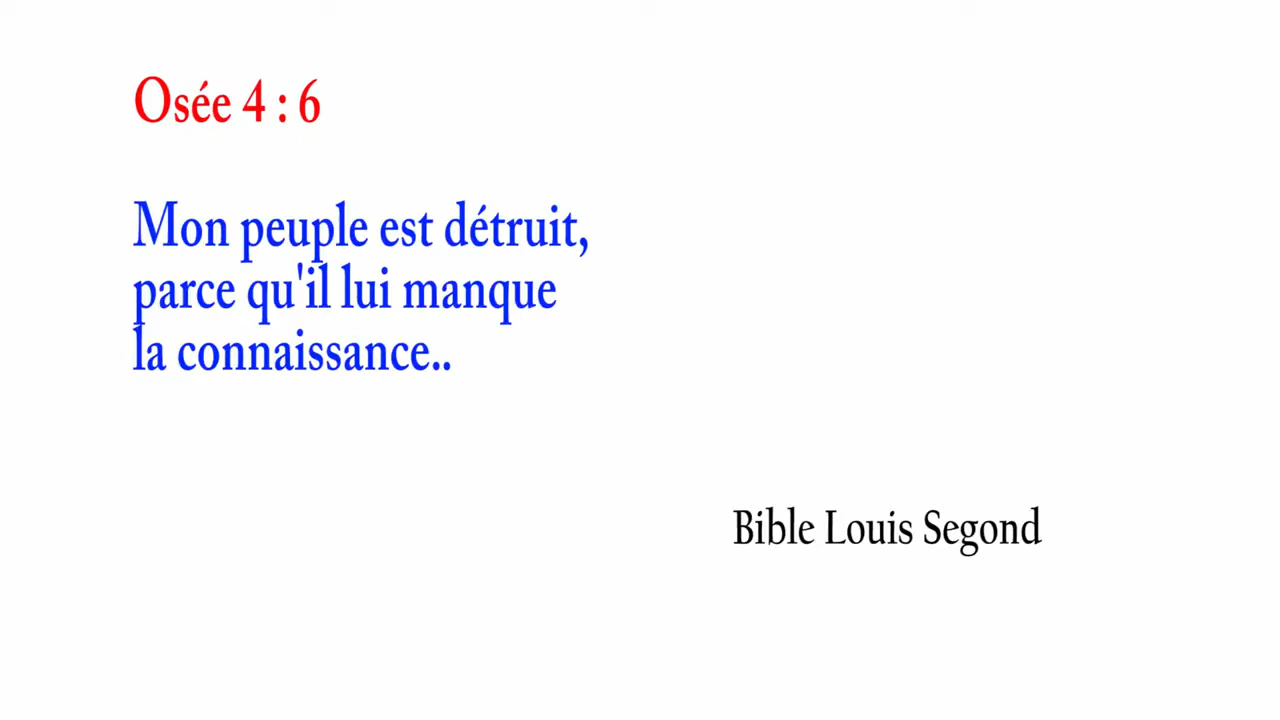 Osée 4 : 6
Mon peuple est détruit,
parce qu'il lui manque
la connaissance..
Bible Louis Segond